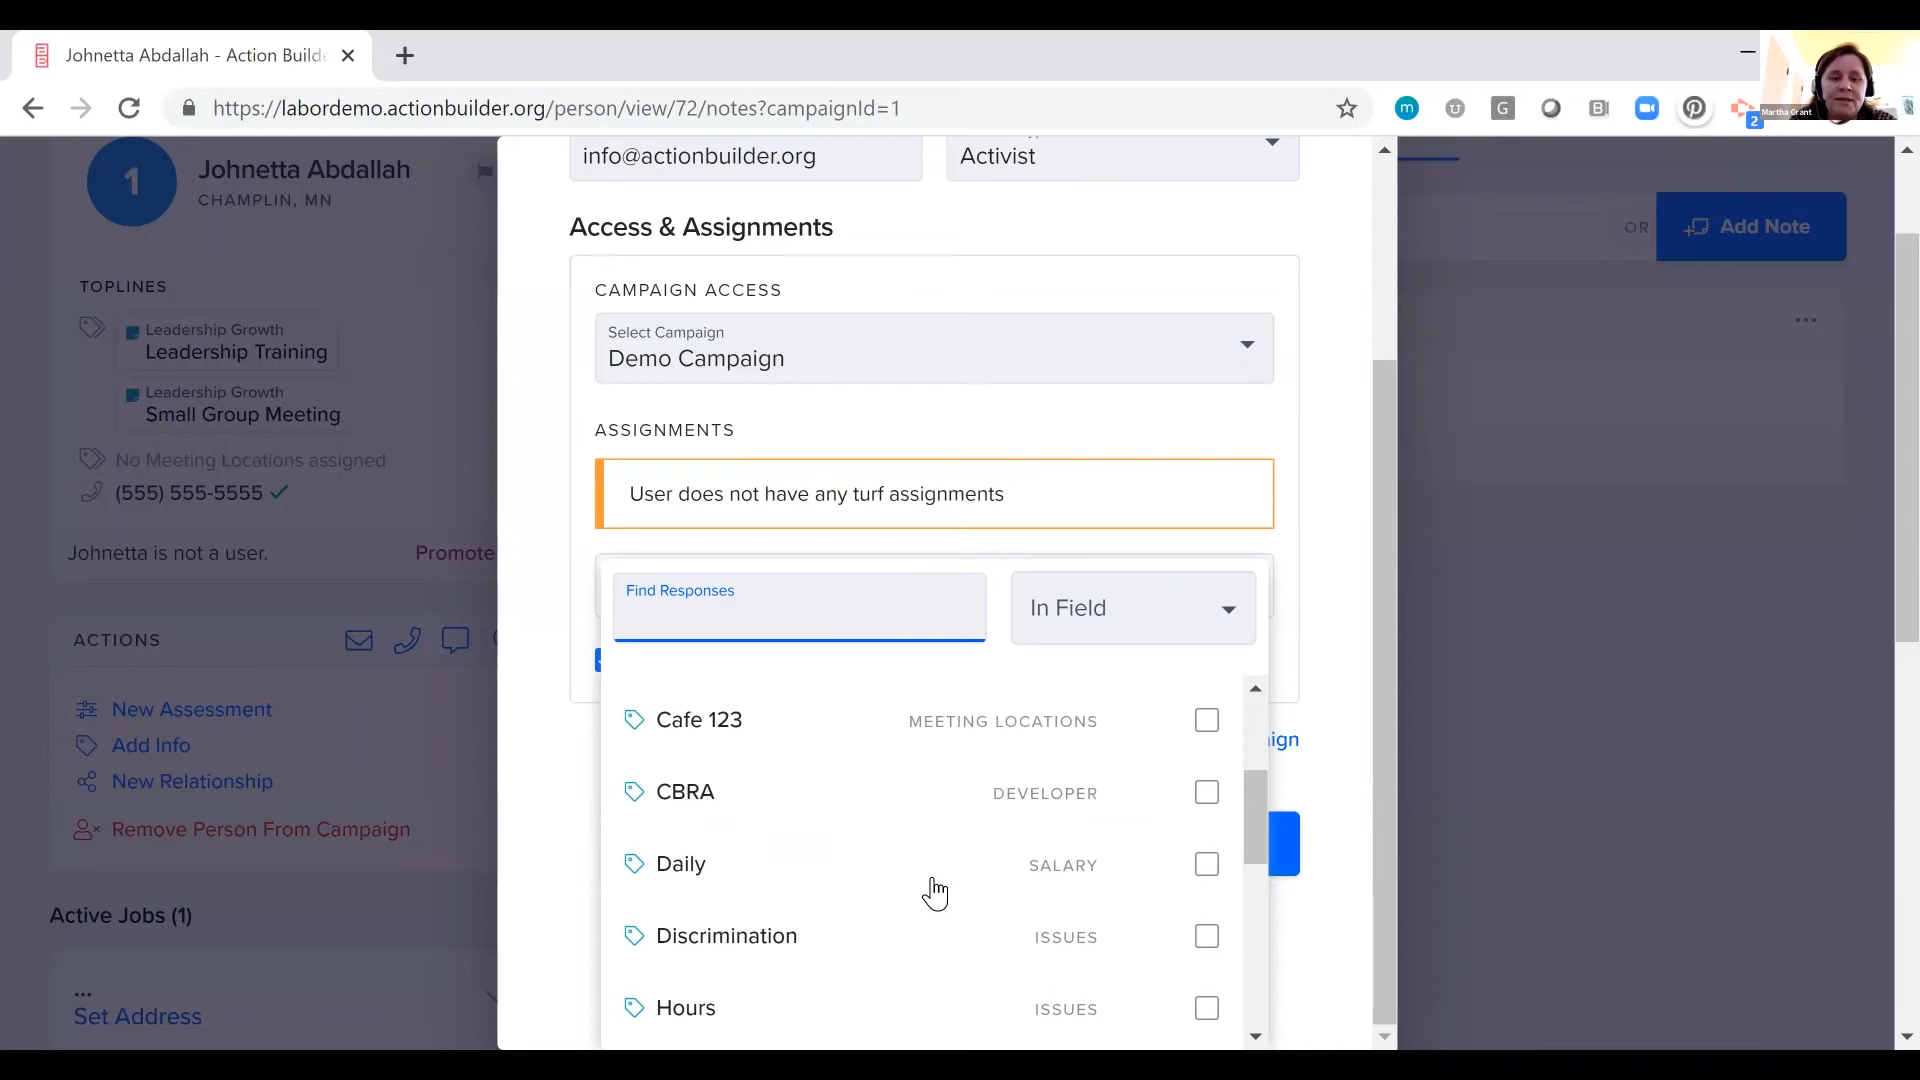 Johnetta Abdallah - Action Builde
https://labordemo.actionbuilder.org/person/view/72/notes?campaignId=1
m
G
B
2
Martha Grant
1
Johnetta Abdallah
CHAMPLIN, MN
TOPLINES
Leadership Growth
Leadership Training
Leadership Growth
Small Group Meeting
No Meeting Locations assigned
(555) 555-5555
Johnetta is not a user.
Promote
ACTIONS
New Assessment
Add Info
New Relationship
Remove Person From Campaign
Active Jobs (1)
...
Set Address
info@actionbuilder.org
Activist
Access & Assignments
CAMPAIGN ACCESS
Select Campaign
Demo Campaign
ASSIGNMENTS
User does not have any turf assignments
Find Responses
In Field
Cafe 123
MEETING LOCATIONS
CBRA
DEVELOPER
Daily
SALARY
Discrimination
ISSUES
Hours
ISSUES
ign
OR
Add Note